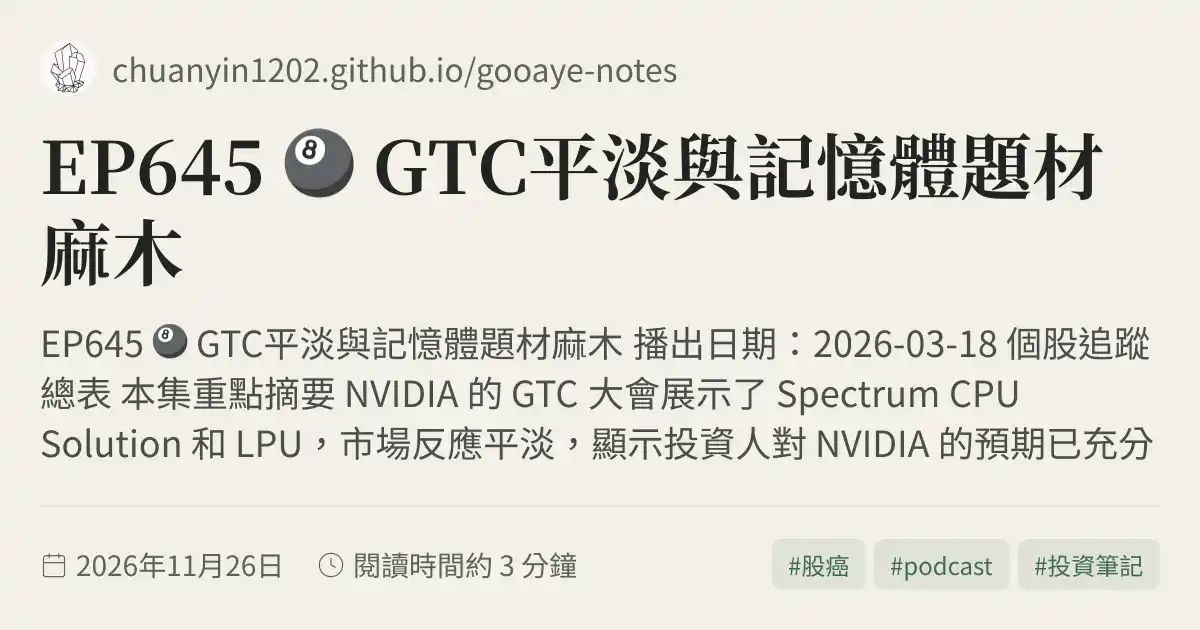 chuanyin1202.github.io/gooaye-notes
EP645 🎱 GTC平淡與記憶體題材
麻木
EP645 🎱 GTC平淡與記憶體題材麻木 播出日期：2026-03-18 個股追蹤
總表 本集重點摘要 NVIDIA 的 GTC 大會展示了 Spectrum CPU
Solution 和 LPU，市場反應平淡，顯示投資人對 NVIDIA 的預期已充分
2026年11月26日 閱讀時間約 3 分鐘 #股癌 #podcast #投資筆記